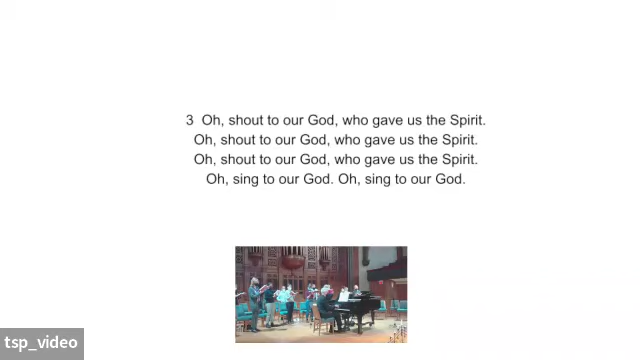 3 Oh, shout to our God, who gave us the Spirit.
Oh, shout to our God, who gave us the Spirit.
Oh, shout to our God, who gave us the Spirit.
Oh, sing to our God. Oh, sing to our God.
tsp_video